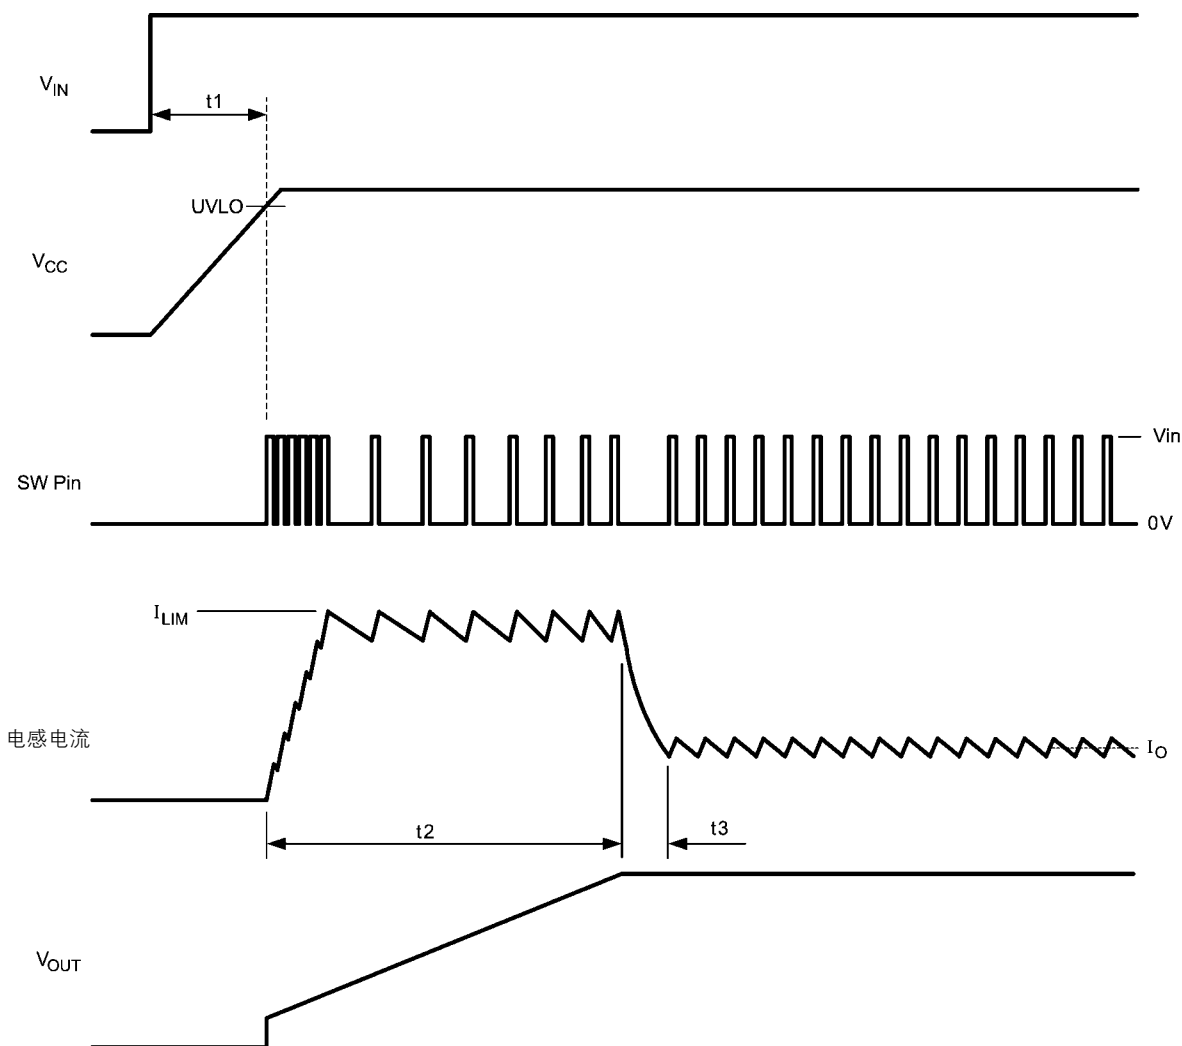 VIN
t1
UVLO
VCC
Vin
SW Pin
0V
ILIM
电感电流
IO
t2
t3
VOUT